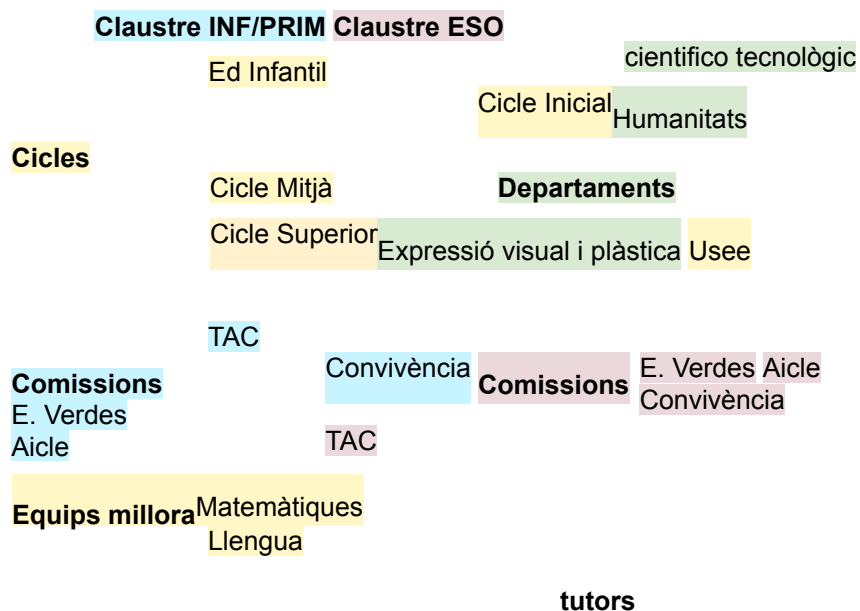 Claustre INF/PRIM Claustre ESO
Ed Infantil
cientifico tecnològic
Cicle Inicial
Humanitats
Cicles
Cicle Mitjà
Departaments
Cicle Superior
Expressió visual i plàstica Usee
TAC
Convivència
Comissions
E. Verdes Aicle
Convivència
Comissions
E. Verdes
Aicle
TAC
Equips millora
Matemàtiques
Llengua
tutors